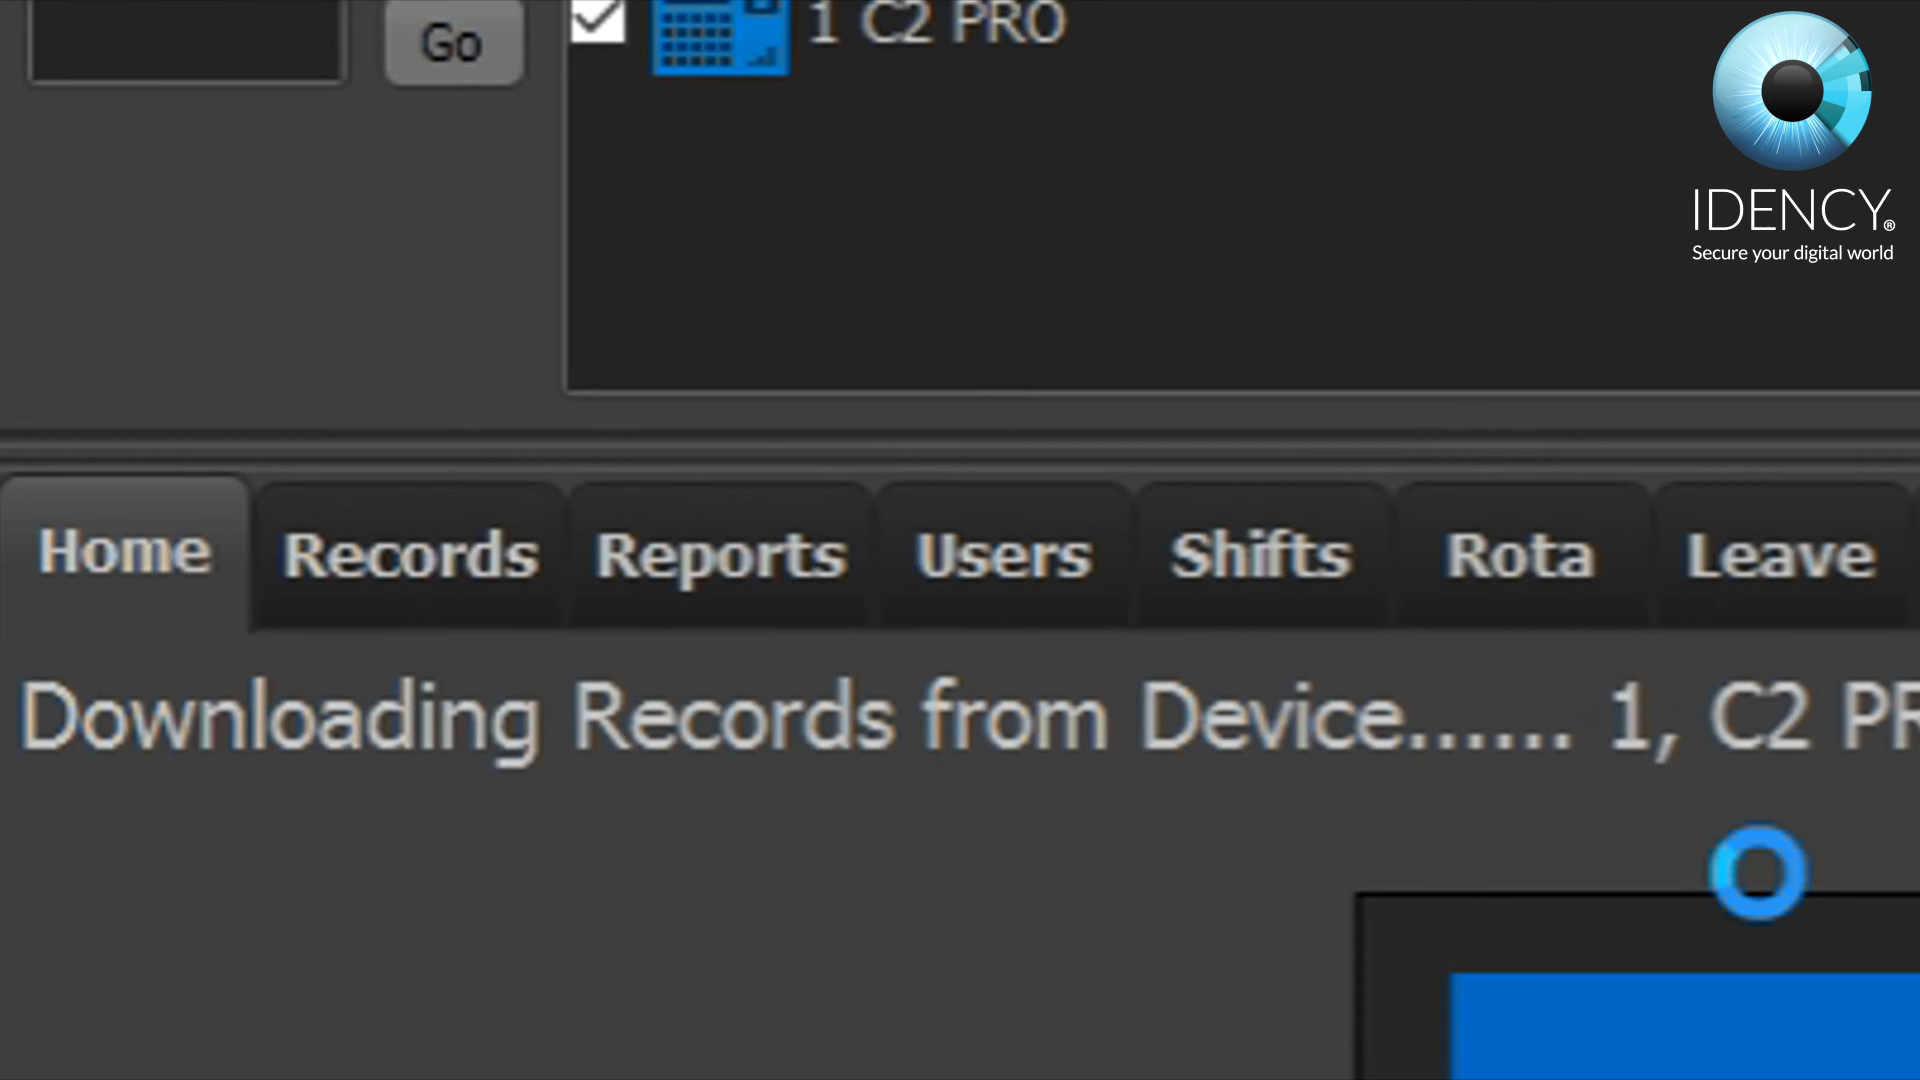 Go
1 C2 PRO
IDENCY®
Secure your digital world
Home Records Reports Users Shifts Rota Leave
Downloading Records from Device...... 1, C2 PR